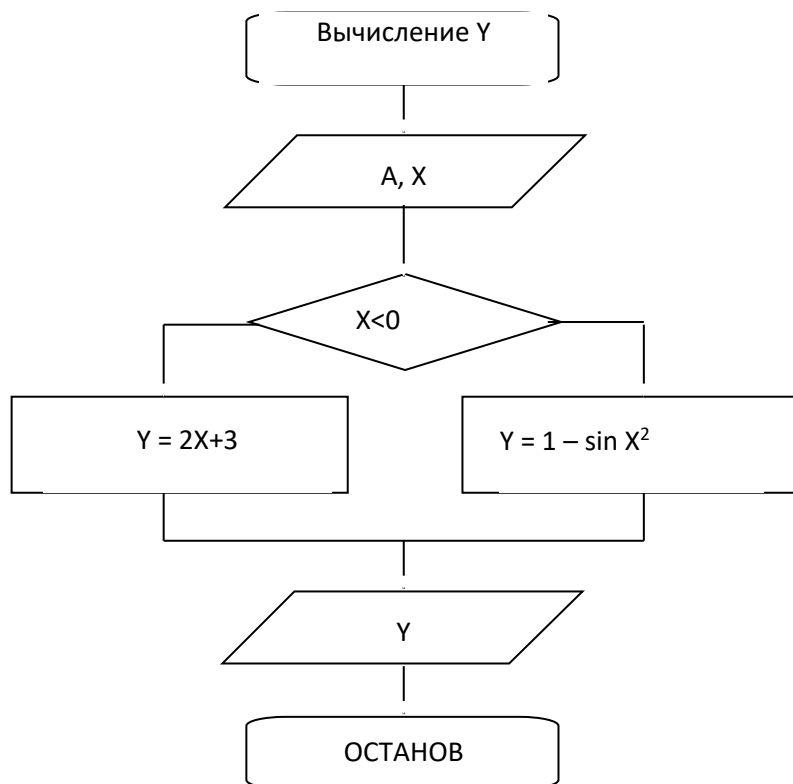 Вычисление Y
A, X
X<0
Y = 2X+3
Y = 1 – sin X²
Y
ОСТАНОВ